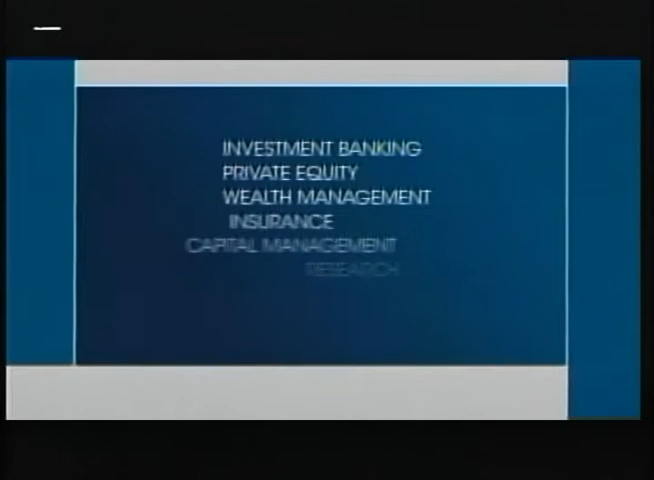 INVESTMENT BANKING
PRIVATE EQUITY
WEALTH MANAGEMENT
INSURANCE
CAPITAL MANAGEMENT
RESEARCH